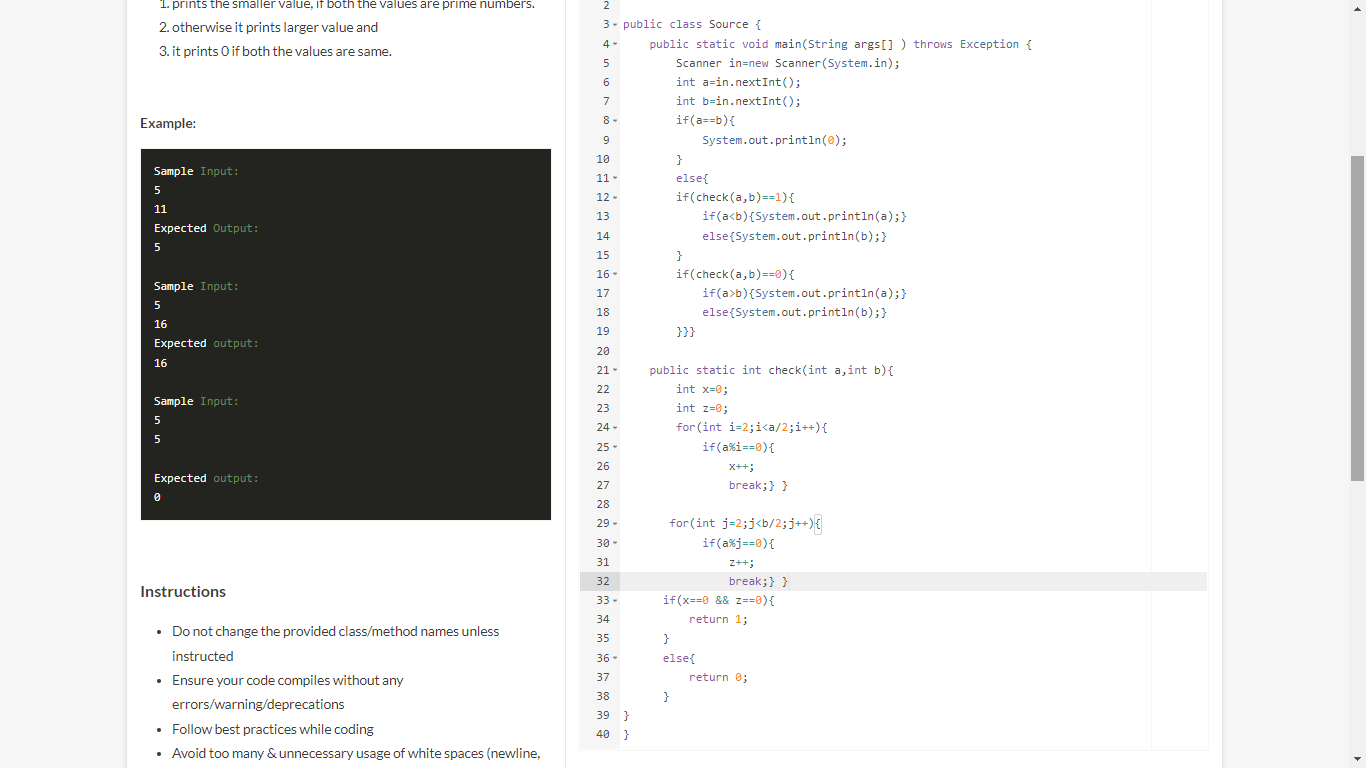 1. prints the smaller value, if both the values are prime numbers.
2. otherwise it prints larger value and
3. it prints 0 if both the values are same.
Example:
Sample Input:
5
11
Expected Output:
5
Sample Input:
5
16
Expected output:
16
Sample Input:
5
5
Expected output:
0
Instructions
• Do not change the provided class/method names unless
instructed
• Ensure your code compiles without any
errors/warning/deprecations
• Follow best practices while coding
• Avoid too many & unnecessary usage of white spaces (newline,
2
3 public class Source {
4 public static void main(String args[] ) throws Exception {
5 Scanner in=new Scanner(System.in);
6 int a=in.nextInt();
7 int b=in.nextInt();
8 if(a==b){
9 System.out.println(0);
10 }
11 else{
12 if(check(a,b)==1){
13 if(a<b){System.out.println(a);}
14 else{System.out.println(b);}
15 }
16 if(check(a,b)==0){
17 if(a>b){System.out.println(a);}
18 else{System.out.println(b);}
19 }}}
20
21 public static int check(int a,int b){
22 int x=0;
23 int z=0;
24 for(int i=2;i<a/2;i++){
25 if(a%i==0){
26 x++;
27 break;} }
28
29 for(int j=2;j<b/2;j++){
30 if(a%j==0){
31 z++;
32 break;} }
33 if(x==0 && z==0){
34 return 1;
35 }
36 else{
37 return 0;
38 }
39 }
40 }